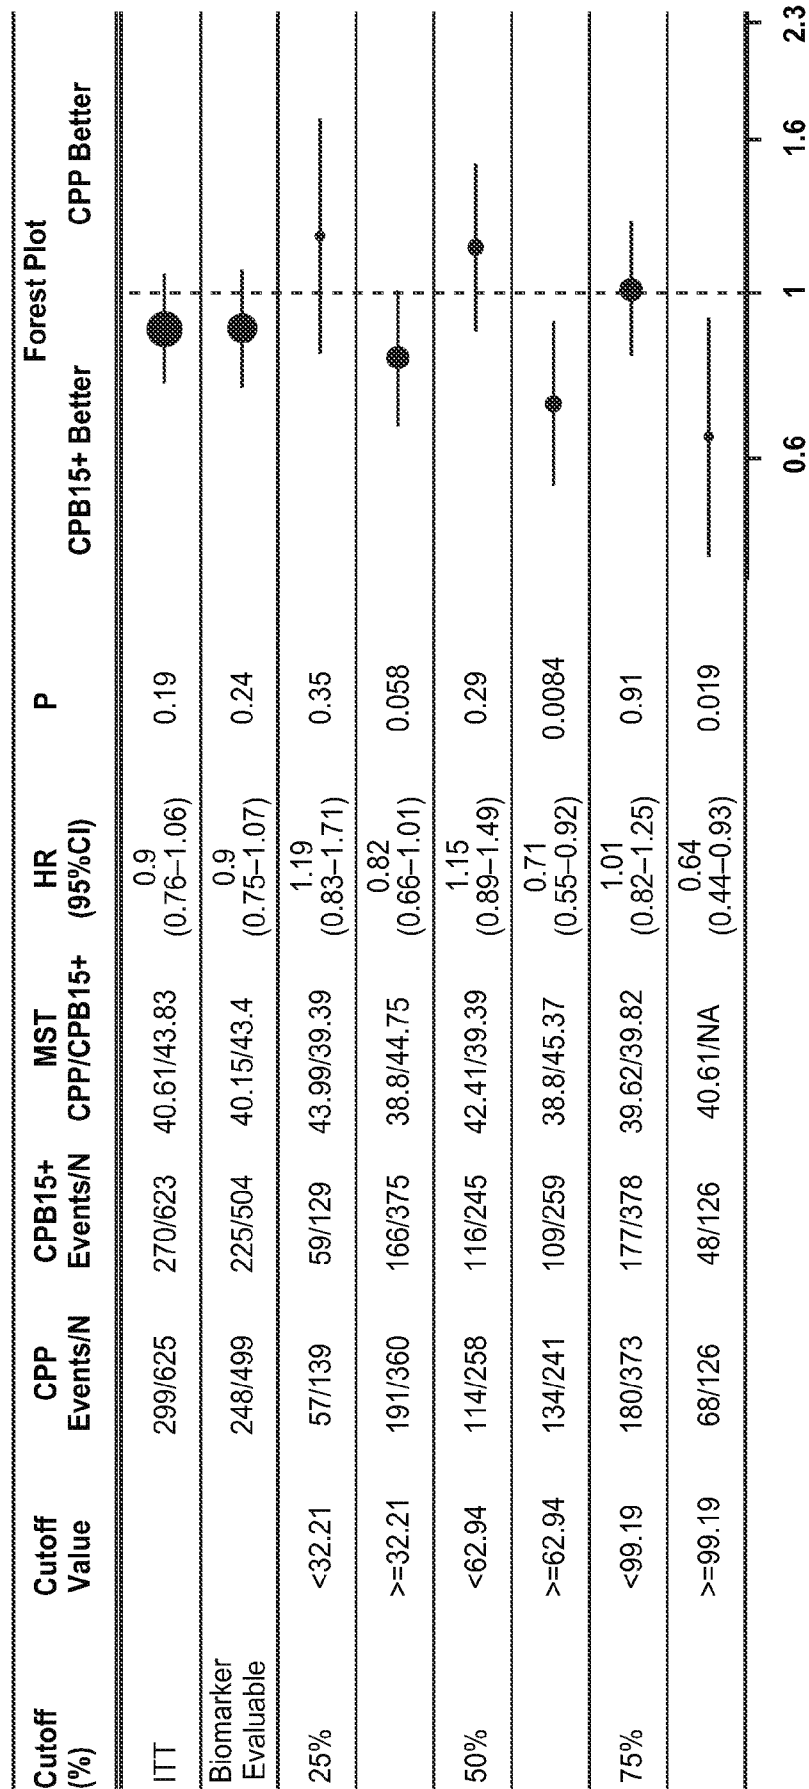 Cutoff (%) Cutoff Value CPP Events/N CPB15+ Events/N MST CPP/CPB15+ HR (95%CI) P Forest Plot
CPB15+ Better CPP Better
ITT 299/625 270/623 40.61/43.83 0.9 (0.76–1.06) 0.19
Biomarker Evaluable 248/499 225/504 40.15/43.4 0.9 (0.75–1.07) 0.24
25% <32.21 57/139 59/129 43.99/39.39 1.19 (0.83–1.71) 0.35
>=32.21 191/360 166/375 38.8/44.75 0.82 (0.66–1.01) 0.058
50% <62.94 114/258 116/245 42.41/39.39 1.15 (0.89–1.49) 0.29
>=62.94 134/241 109/259 38.8/45.37 0.71 (0.55–0.92) 0.0084
75% <99.19 180/373 177/378 39.62/39.82 1.01 (0.82–1.25) 0.91
>=99.19 68/126 48/126 40.61/NA 0.64 (0.44–0.93) 0.019
0.6 1 1.6 2.3